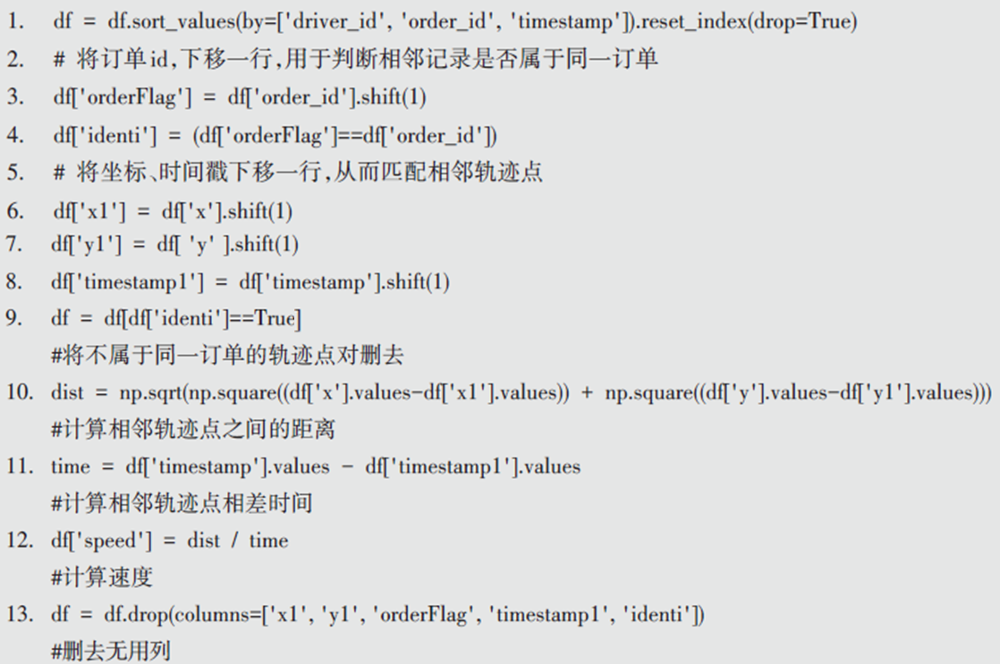 1. df = df.sort_values(by=['driver_id', 'order_id', 'timestamp']).reset_index(drop=True)
2. # 将订单id,下移一行,用于判断相邻记录是否属于同一订单
3. df['orderFlag'] = df['order_id'].shift(1)
4. df['identi'] = (df['orderFlag']==df['order_id'])
5. # 将坐标、时间戳下移一行,从而匹配相邻轨迹点
6. df['x1'] = df['x'].shift(1)
7. df['y1'] = df[ 'y' ].shift(1)
8. df['timestamp1'] = df['timestamp'].shift(1)
9. df = df[df['identi']==True]
#将不属于同一订单的轨迹点对删去
10. dist = np.sqrt(np.square((df['x'].values-df['x1'].values)) + np.square((df['y'].values-df['y1'].values)))
#计算相邻轨迹点之间的距离
11. time = df['timestamp'].values - df['timestamp1'].values
#计算相邻轨迹点相差时间
12. df['speed'] = dist / time
#计算速度
13. df = df.drop(columns=['x1', 'y1', 'orderFlag', 'timestamp1', 'identi'])
#删去无用列